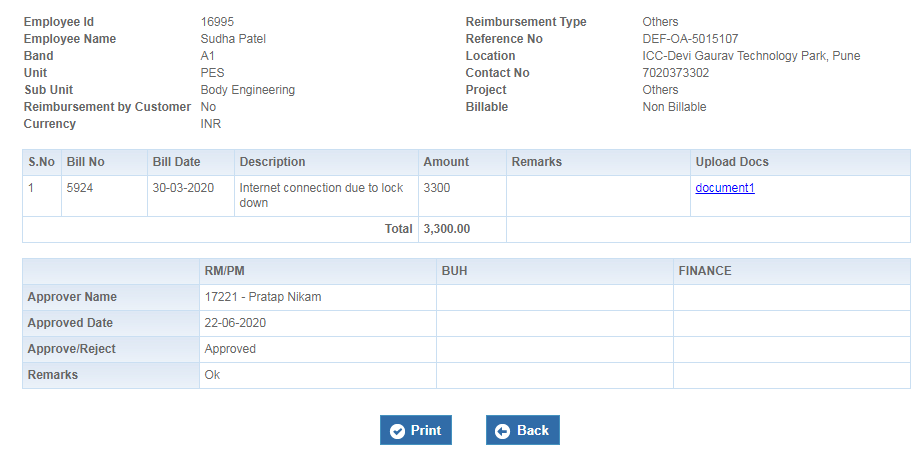 Employee Id 16995 Reimbursement Type Others
Employee Name Sudha Patel Reference No DEF-OA-5015107
Band A1 Location ICC-Devi Gaurav Technology Park, Pune
Unit PES Contact No 7020373302
Sub Unit Body Engineering Project Others
Reimbursement by Customer No Billable Non Billable
Currency INR
S.No Bill No Bill Date Description Amount Remarks Upload Docs
1 5924 30-03-2020 Internet connection due to lock 3300 document1
down
Total 3,300.00
RM/PM BUH FINANCE
Approver Name 17221 - Pratap Nikam
Approved Date 22-06-2020
Approve/Reject Approved
Remarks Ok
Print Back